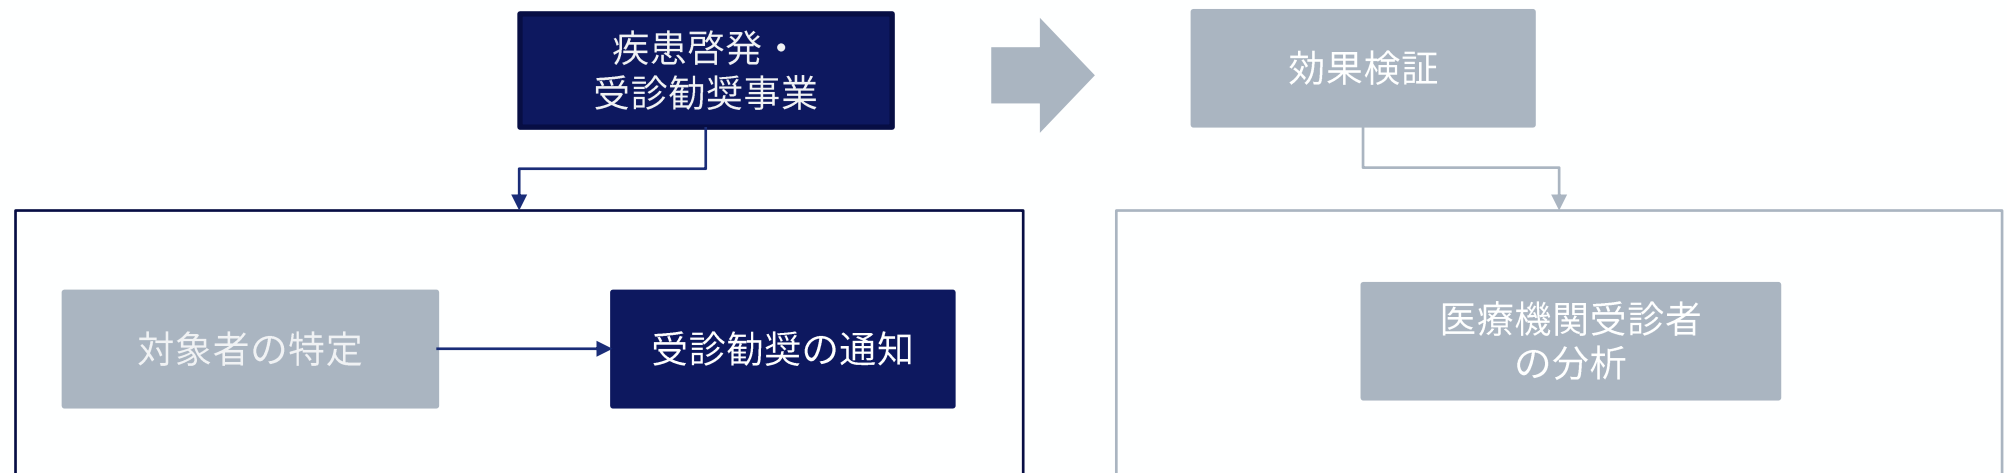 疾患啓発・
受診勧奨事業
効果検証
対象者の特定
受診勧奨の通知
医療機関受診者
の分析